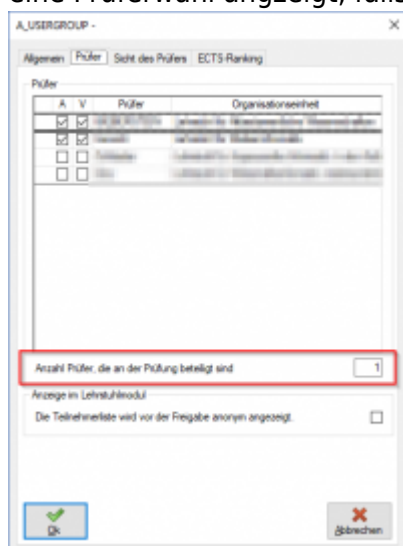 eine Prüferwahl angzeigt, falls
A_USERGROUP -
Allgemein Prüfer Sicht des Prüfers ECTS-Ranking
Prüfer
A V Prüfer Organisationseinheit
Anzahl Prüfer, die an der Prüfung beteiligt sind 1
Anzeige im Lehrstuhlmodul
Die Teilnehmerliste wird vor der Freigabe anonym angezeigt.
Ok Abbrechen